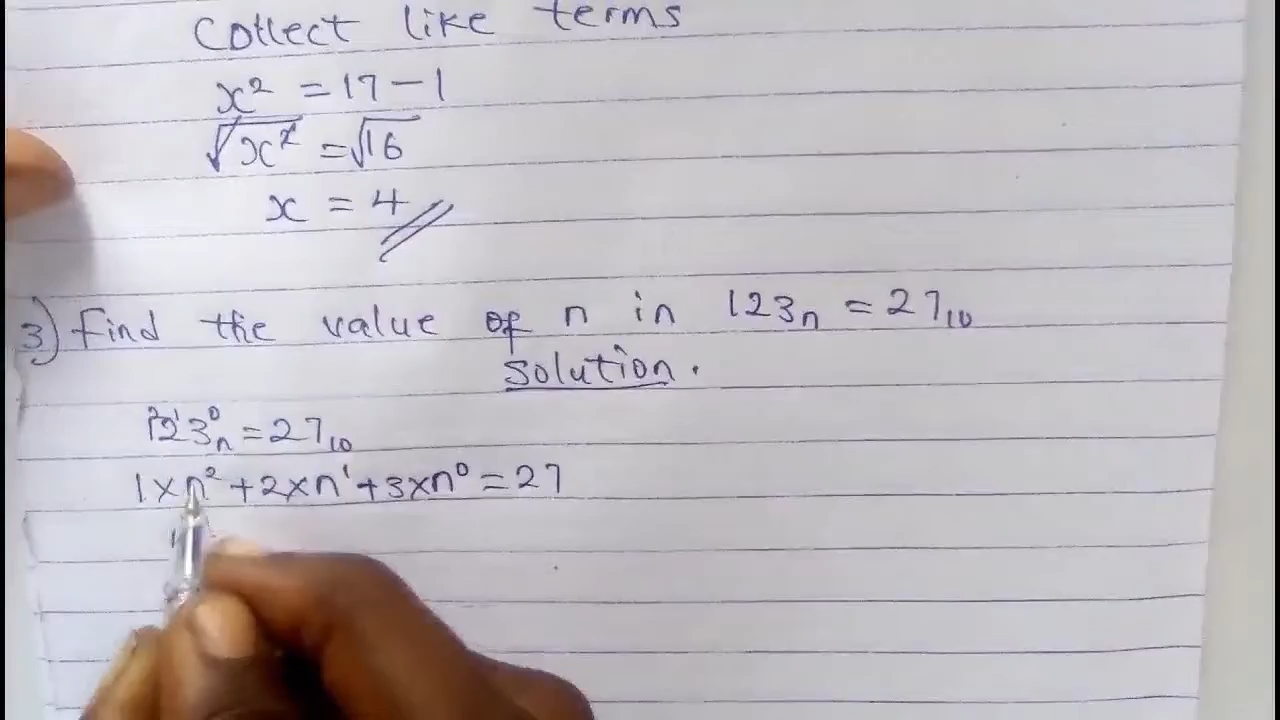 Collect like terms
x² = 17 - 1
√x² = √16
x = 4
3) Find the value of n in 123ₙ = 27₁₀
solution.
1²2¹3⁰ₙ = 27₁₀
1×n² + 2×n¹ + 3×n⁰ = 27